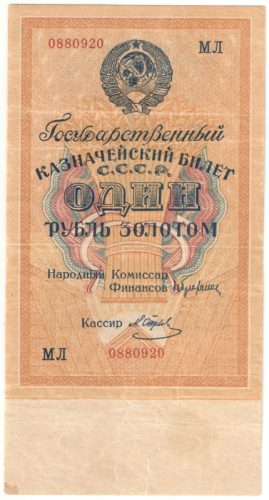 0880920 МЛ
Государственный
КАЗНАЧЕЙСКИЙ БИЛЕТ
С.С.С.Р.
ОДИН
РУБЛЬ ЗОЛОТОМ
Народный Комиссар
Финансов
Кассир
МЛ 0880920